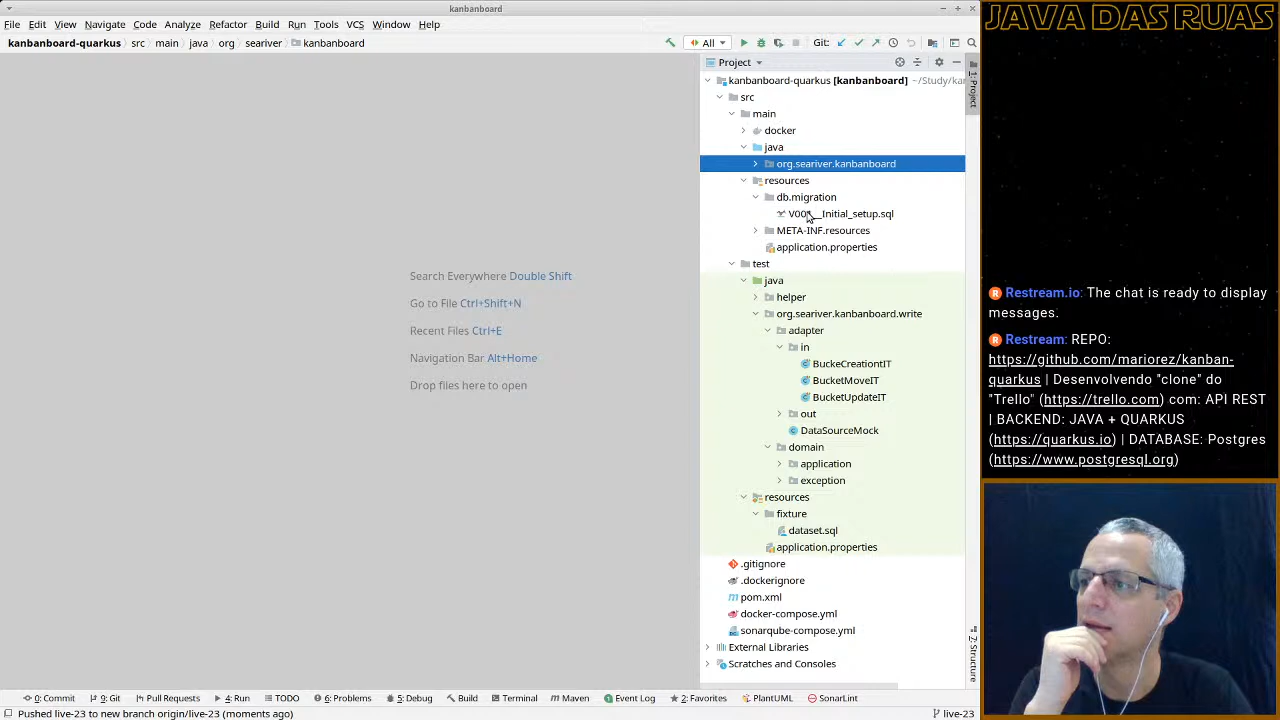 kanbanboard
File Edit View Navigate Code Analyze Refactor Build Run Tools VCS Window Help
kanbanboard-quarkus src main java org seariver kanbanboard
All
Git:
Project
1: Project
kanbanboard-quarkus [kanbanboard] ~/Study/kan
src
main
docker
java
org.seariver.kanbanboard
resources
db.migration
Initial_setup.sql
META-INF.resources
application.properties
test
java
helper
org.seariver.kanbanboard.write
adapter
in
BuckeCreationIT
BucketMoveIT
BucketUpdateIT
out
DataSourceMock
domain
application
exception
resources
fixture
dataset.sql
application.properties
.gitignore
.dockerignore
pom.xml
docker-compose.yml
sonarqube-compose.yml
External Libraries
Scratches and Consoles
7: Structure
Search Everywhere Double Shift
Go to File Ctrl+Shift+N
Recent Files Ctrl+E
Navigation Bar Alt+Home
Drop files here to open
0: Commit 9: Git Pull Requests 4: Run TODO 6: Problems 5: Debug Build Terminal Maven Event Log 2: Favorites PlantUML SonarLint
Pushed live-23 to new branch origin/live-23 (moments ago)
live-23
JAVA DAS RUAS
Restream.io: The chat is ready to display
messages.
Restream: REPO:
https://github.com/mariorez/kanban-
quarkus | Desenvolvendo "clone" do
"Trello" (https://trello.com) com: API REST
| BACKEND: JAVA + QUARKUS
(https://quarkus.io) | DATABASE: Postgres
(https://www.postgresql.org)